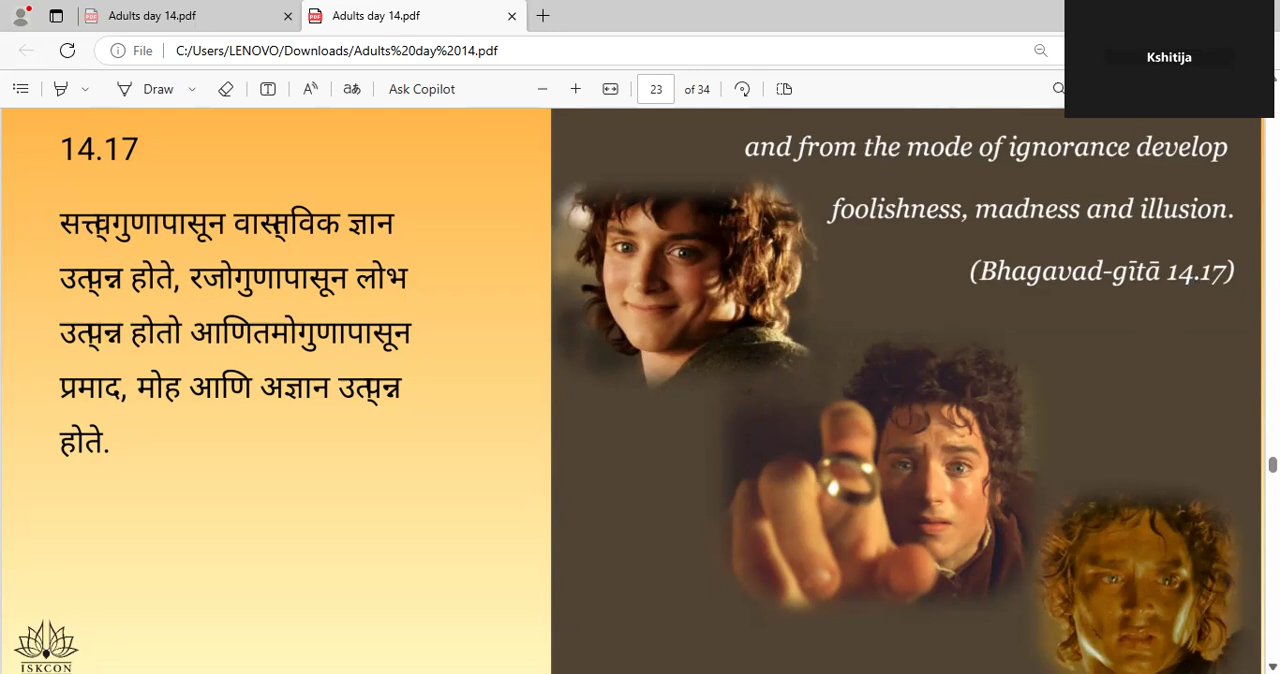 Adults day 14.pdf
Adults day 14.pdf
File
C:/Users/LENOVO/Downloads/Adults%20day%2014.pdf
Kshitija
Draw
aあ
Ask Copilot
23
of 34
14.17
सत्त्वगुणापासून वास्तविक ज्ञान
उत्पन्न होते, रजोगुणापासून लोभ
उत्पन्न होतो आणितमोगुणापासून
प्रमाद, मोह आणि अज्ञान उत्पन्न
होते.
ISKCON
and from the mode of ignorance develop
foolishness, madness and illusion.
(Bhagavad-gītā 14.17)